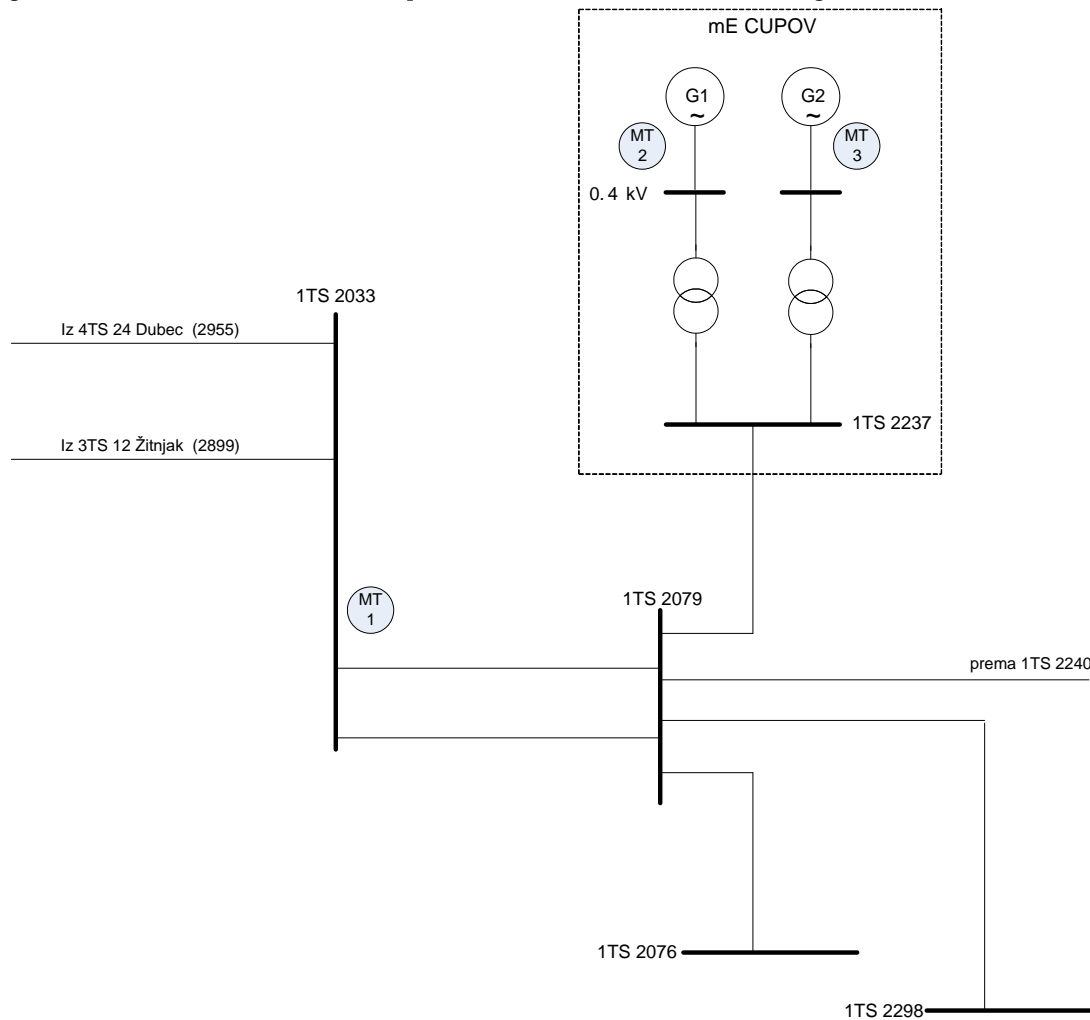 mE CUPOV
G1
~
G2
~
MT
2
MT
3
0.4 kV
1TS 2033
Iz 4TS 24 Dubec (2955)
1TS 2237
Iz 3TS 12 Žitnjak (2899)
MT
1
1TS 2079
prema 1TS 2240
1TS 2076
1TS 2298